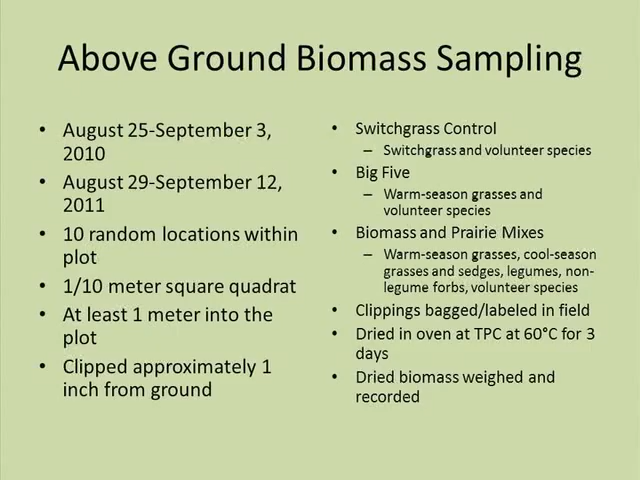 Above Ground Biomass Sampling
• August 25-September 3,
2010
• August 29-September 12,
2011
• 10 random locations within
plot
• 1/10 meter square quadrat
• At least 1 meter into the
plot
• Clipped approximately 1
inch from ground
• Switchgrass Control
– Switchgrass and volunteer species
• Big Five
– Warm-season grasses and
volunteer species
• Biomass and Prairie Mixes
– Warm-season grasses, cool-season
grasses and sedges, legumes, non-
legume forbs, volunteer species
• Clippings bagged/labeled in field
• Dried in oven at TPC at 60°C for 3
days
• Dried biomass weighed and
recorded